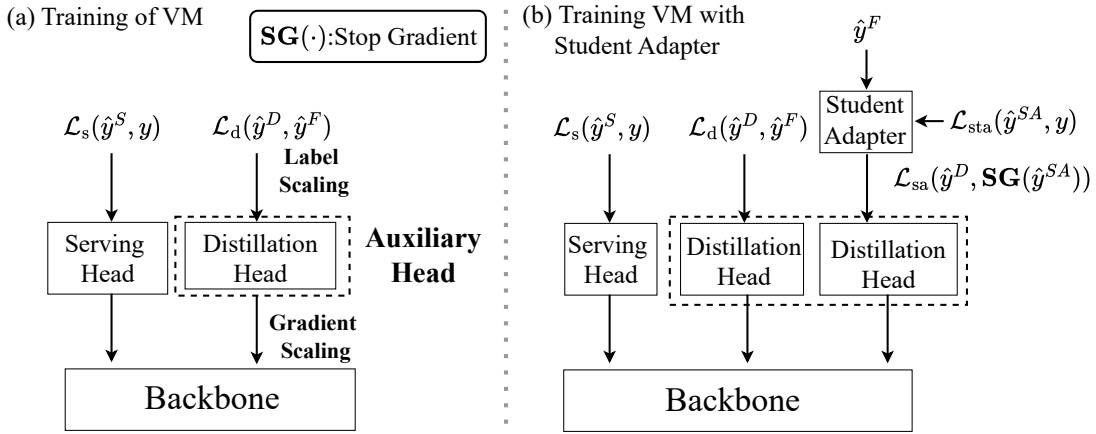 (a) Training of VM
SG(·):Stop Gradient
ℒ_s(ŷ^S, y)
ℒ_d(ŷ^D, ŷ^F)
Label
Scaling
Serving
Head
Distillation
Head
Auxiliary
Head
Gradient
Scaling
Backbone
(b) Training VM with
Student Adapter
ŷ^F
Student
Adapter
ℒ_sta(ŷ^SA, y)
ℒ_s(ŷ^S, y)
ℒ_d(ŷ^D, ŷ^F)
ℒ_sa(ŷ^D, SG(ŷ^SA))
Serving
Head
Distillation
Head
Distillation
Head
Backbone